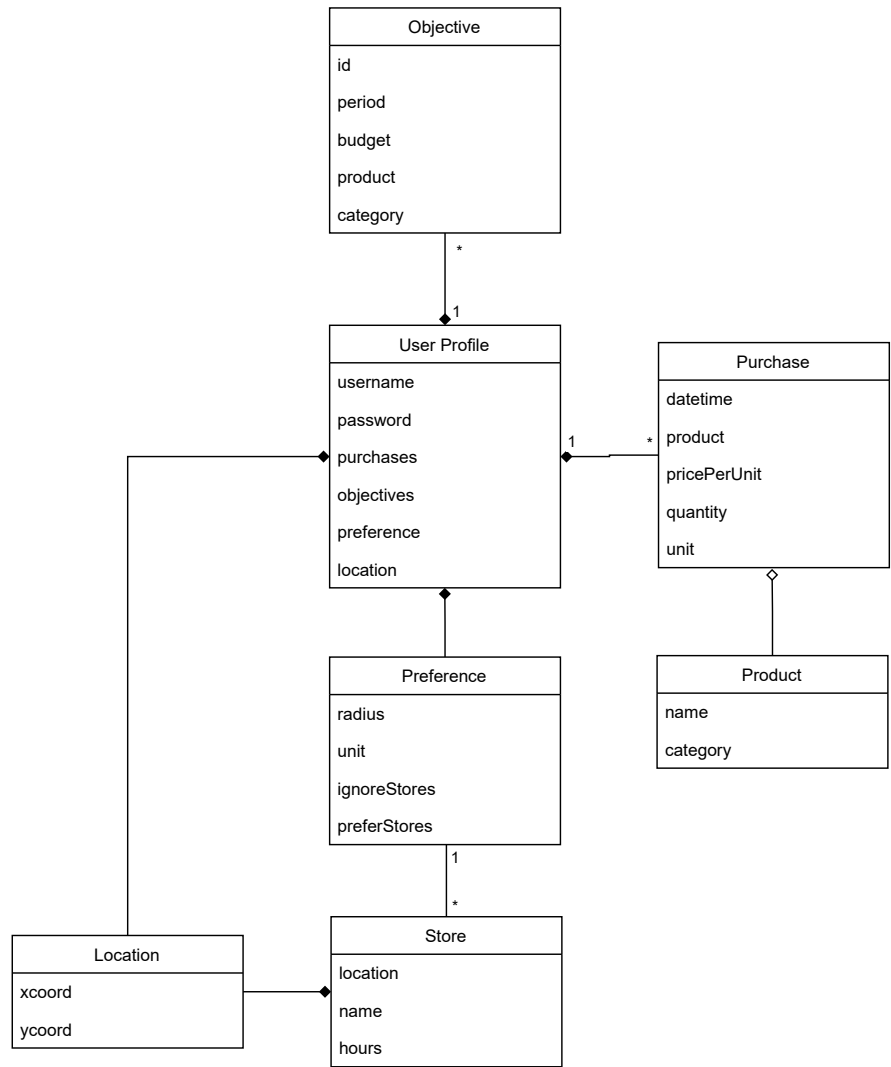 Objective
id
period
budget
product
category
*
1
User Profile
username
password
purchases
objectives
preference
location
1
*
Purchase
datetime
product
pricePerUnit
quantity
unit
Product
name
category
Preference
radius
unit
ignoreStores
preferStores
1
*
Store
location
name
hours
Location
xcoord
ycoord